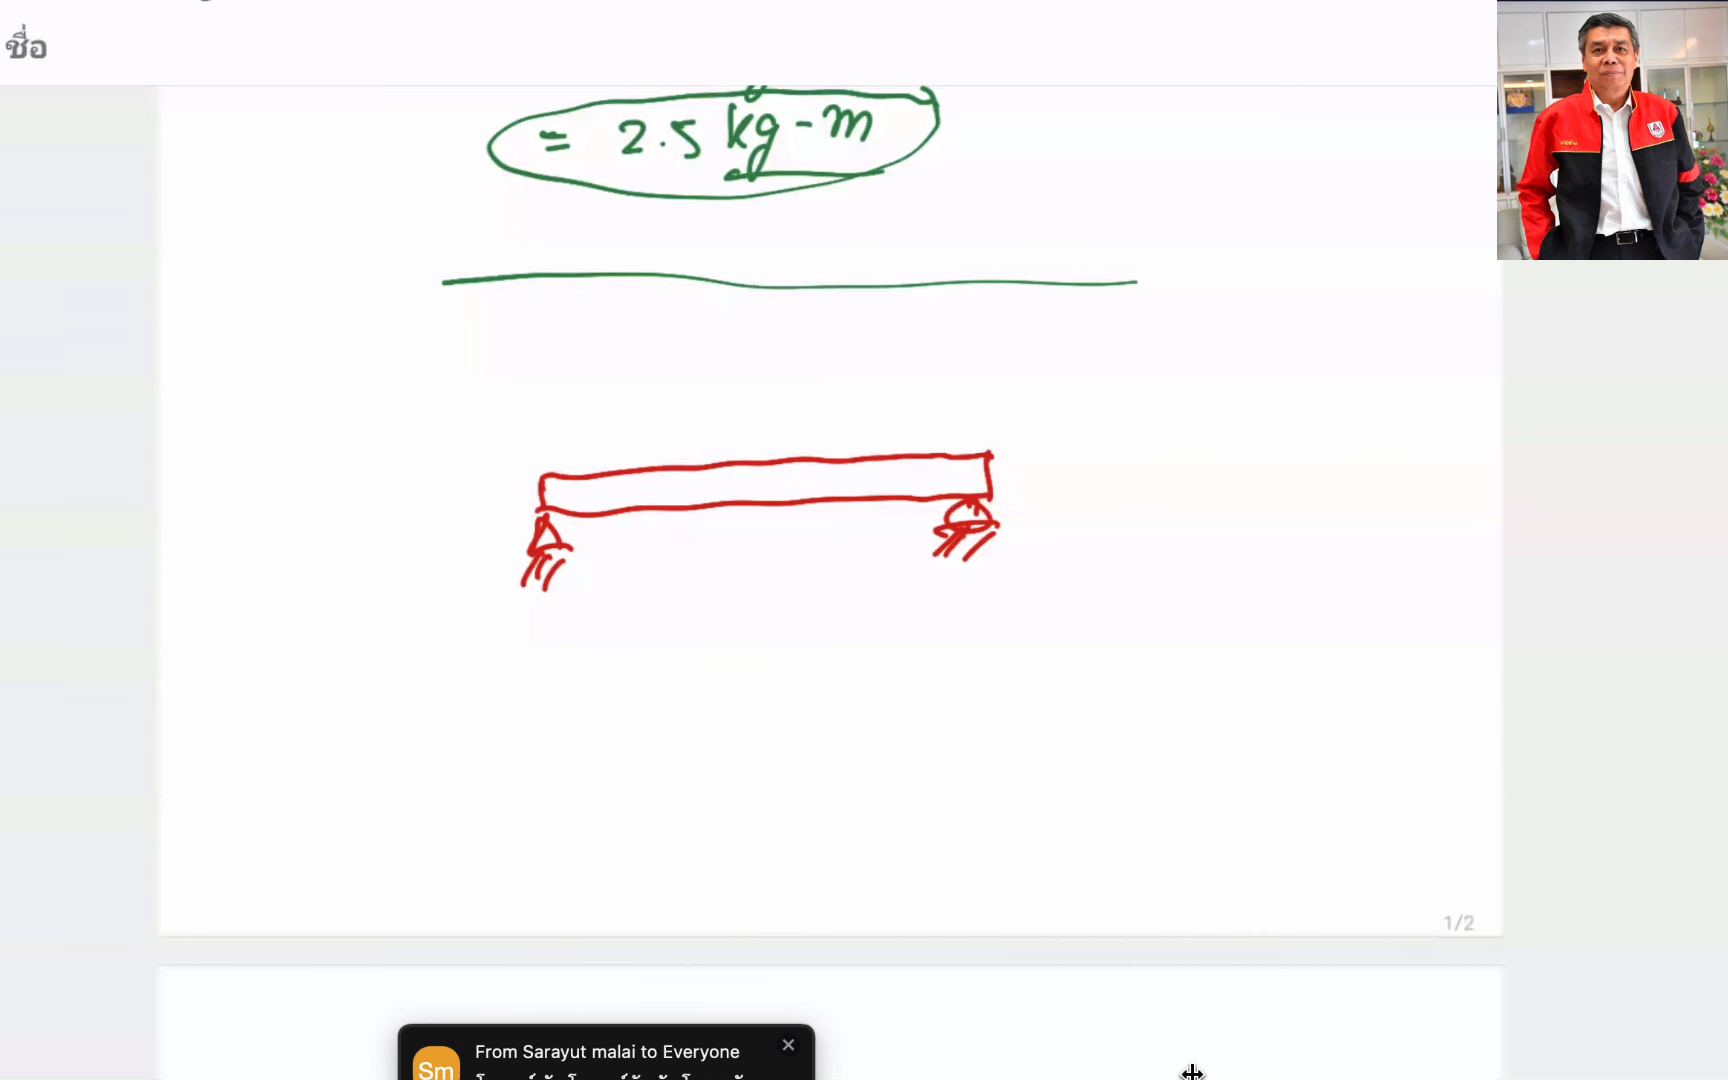 ชื่อ
= 2.5 kg-m
1/2
Sm
From Sarayut malai to Everyone